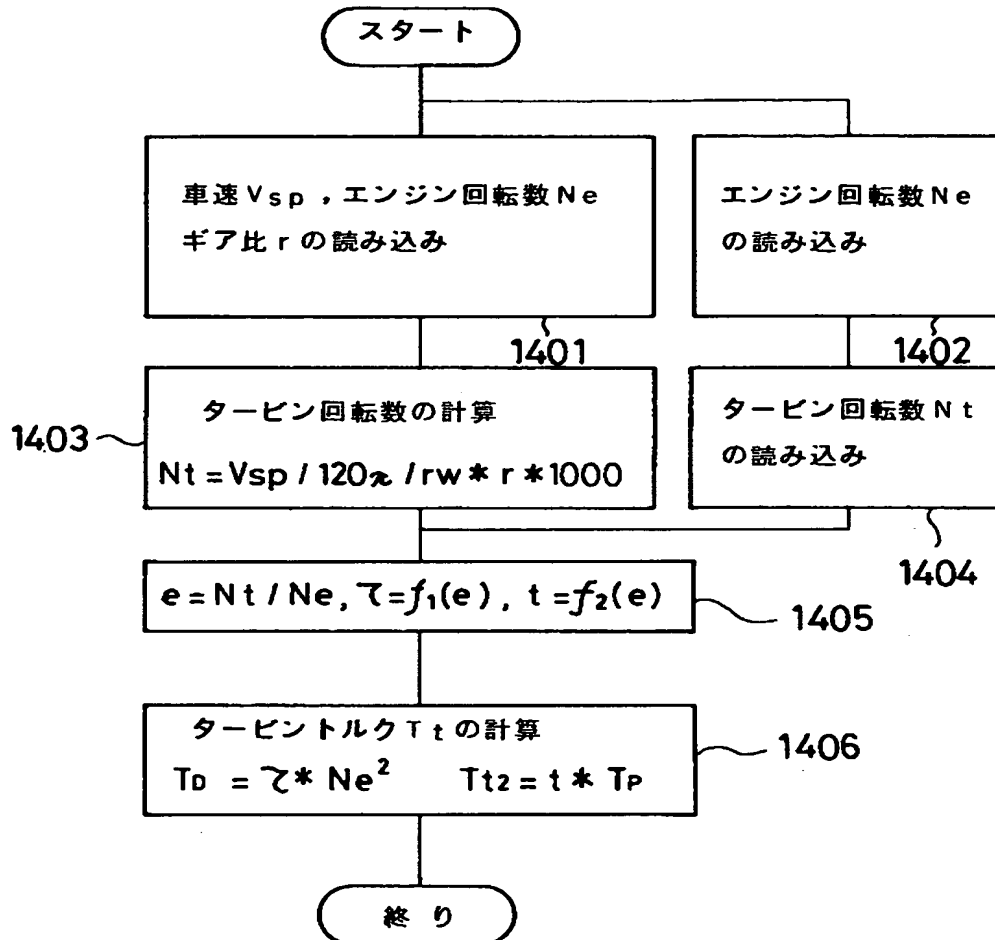 スタート
車速Vsp,エンジン回転数Ne
ギア比rの読み込み
1401
エンジン回転数Ne
の読み込み
1402
1403
タービン回転数の計算
Nt=Vsp/120π/rw*r*1000
タービン回転数Nt
の読み込み
1404
e=Nt/Ne, τ=f₁(e), t=f₂(e)
1405
タービントルクTtの計算
TD = τ* Ne² Tt2=t * TP
1406
終り